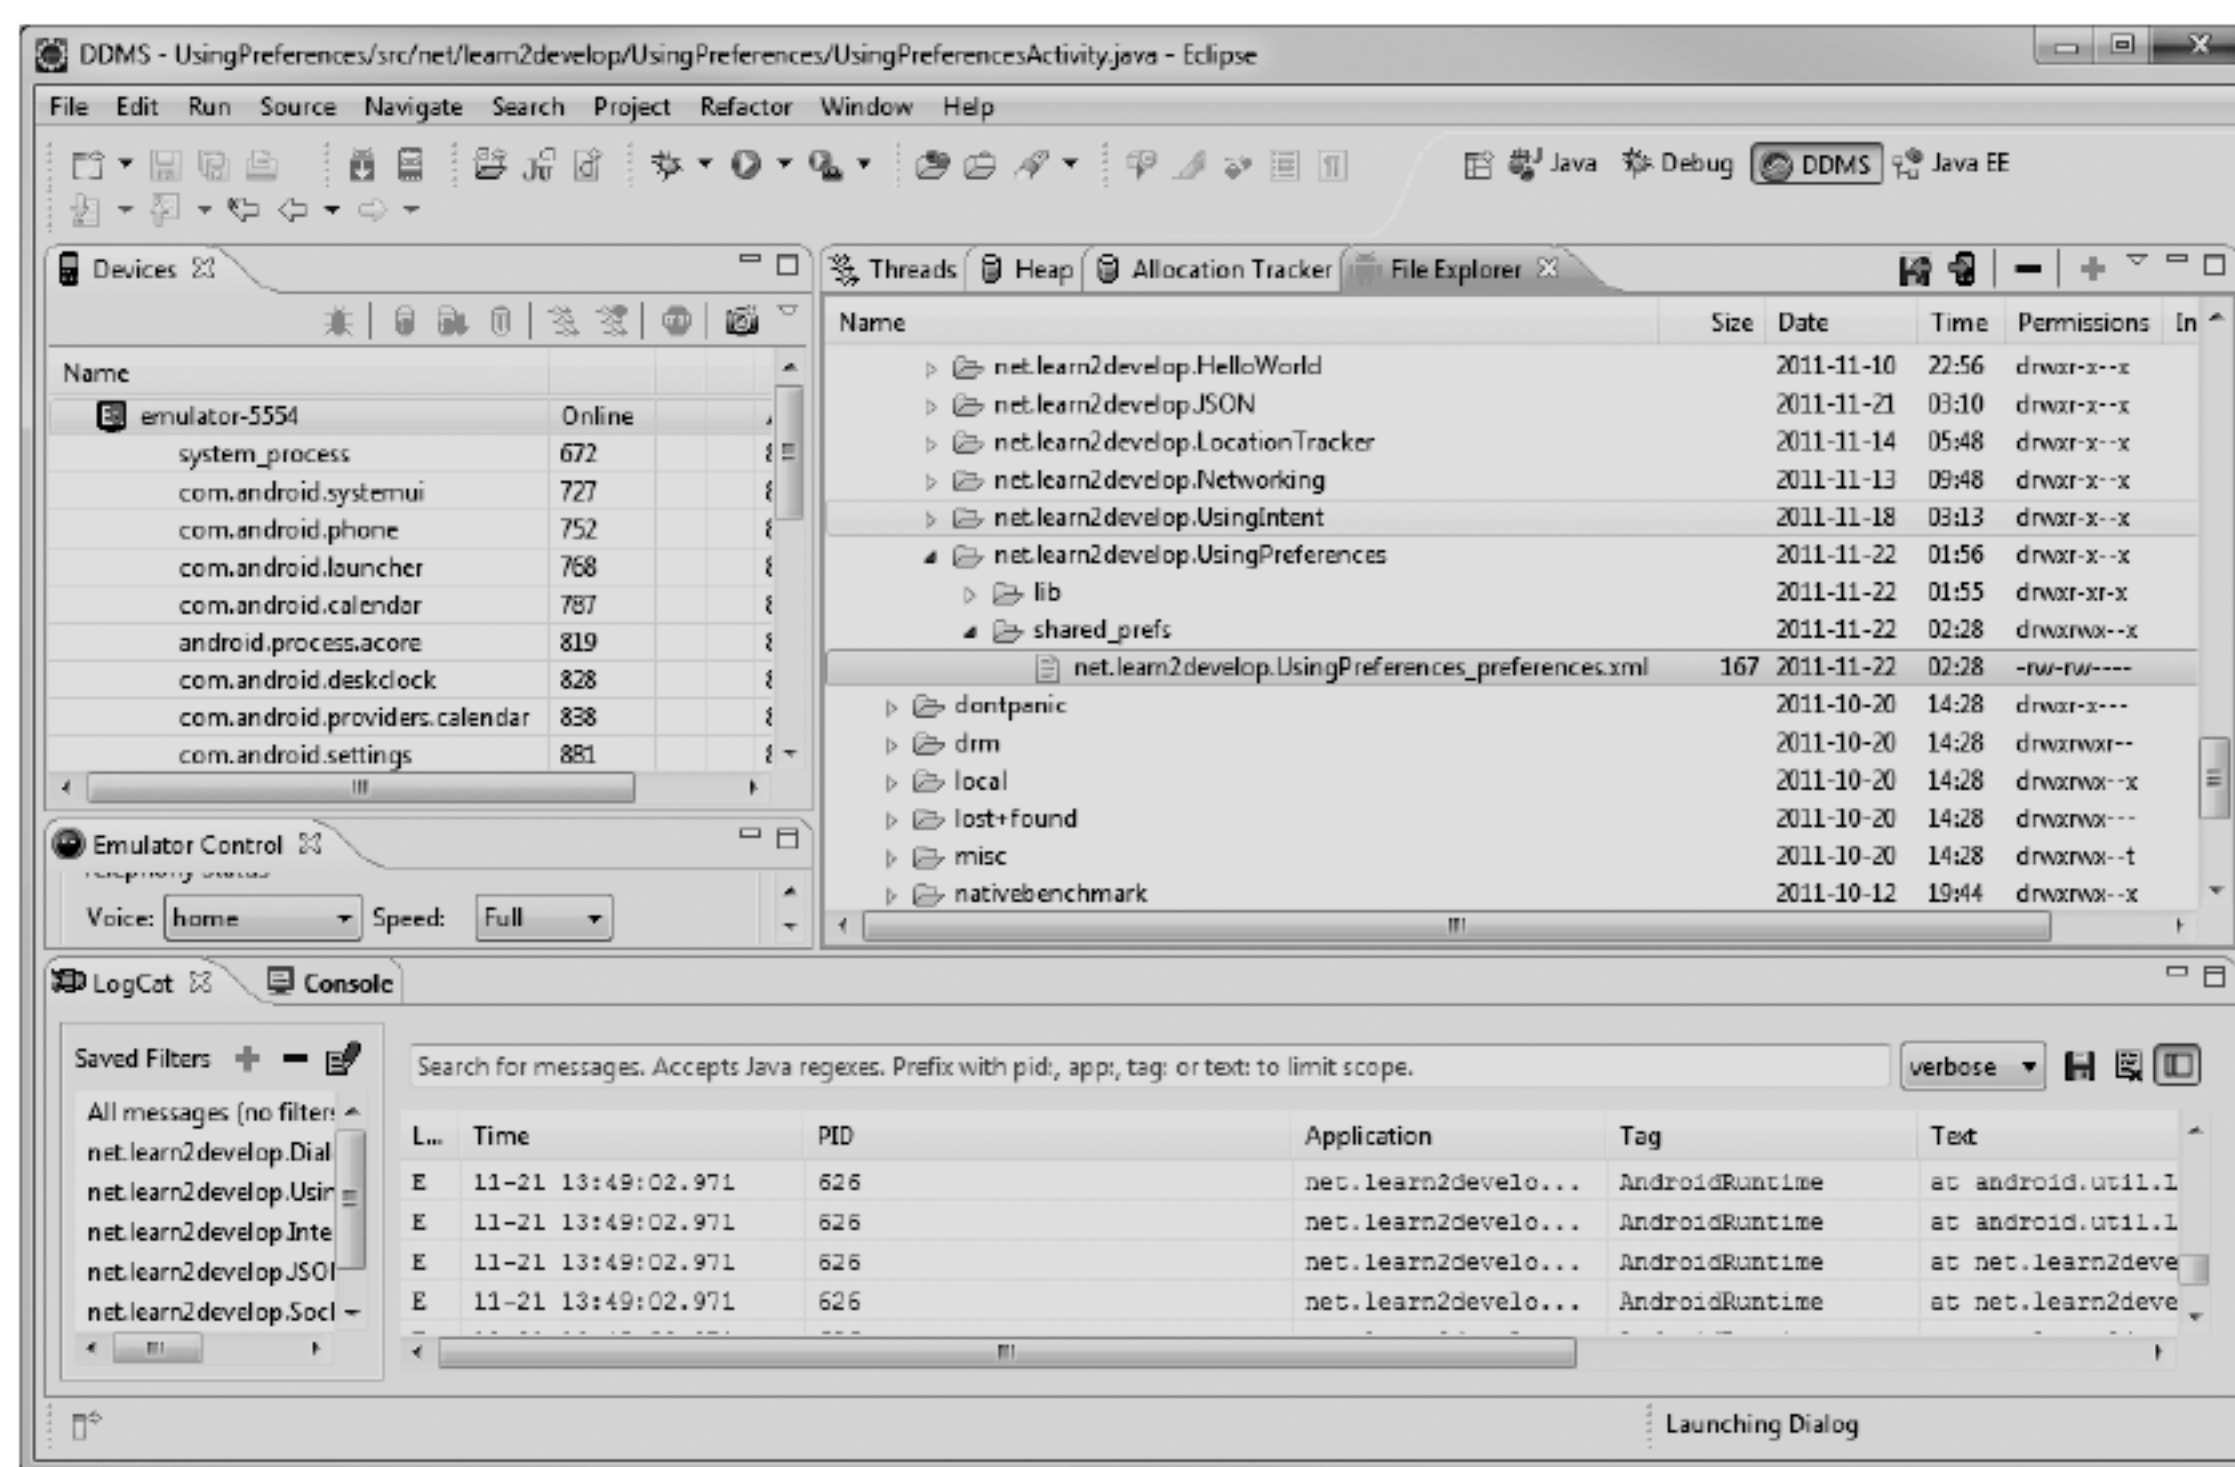 DDMS - UsingPreferences/src/net/learn2develop/UsingPreferences/UsingPreferencesActivity.java - Eclipse
File Edit Run Source Navigate Search Project Refactor Window Help
Java Debug DDMS Java EE
Devices
Name
emulator-5554 Online
system_process 672
com.android.systemui 727
com.android.phone 752
com.android.launcher 768
com.android.calendar 787
android.process.acore 819
com.android.deskclock 828
com.android.providers.calendar 838
com.android.settings 881
Emulator Control
Telephony Status
Voice: home Speed: Full
Threads Heap Allocation Tracker File Explorer
Name Size Date Time Permissions In
net.learn2develop.HelloWorld 2011-11-10 22:56 drwxr-x--x
net.learn2develop.JSON 2011-11-21 03:10 drwxr-x--x
net.learn2develop.LocationTracker 2011-11-14 05:48 drwxr-x--x
net.learn2develop.Networking 2011-11-13 09:48 drwxr-x--x
net.learn2develop.UsingIntent 2011-11-18 03:13 drwxr-x--x
net.learn2develop.UsingPreferences 2011-11-22 01:56 drwxr-x--x
lib 2011-11-22 01:55 drwxr-xr-x
shared_prefs 2011-11-22 02:28 drwxrwx--x
net.learn2develop.UsingPreferences_preferences.xml 167 2011-11-22 02:28 -rw-rw----
dontpanic 2011-10-20 14:28 drwxr-x---
drm 2011-10-20 14:28 drwxrwxr--
local 2011-10-20 14:28 drwxrwx--x
lost+found 2011-10-20 14:28 drwxrwx---
misc 2011-10-20 14:28 drwxrwx--t
nativebenchmark 2011-10-12 19:44 drwxrwx--x
LogCat Console
Saved Filters
All messages (no filters
net.learn2develop.Dial
net.learn2develop.Usin
net.learn2develop.Inte
net.learn2develop.JSO
net.learn2develop.Socl
Search for messages. Accepts Java regexes. Prefix with pid:, app:, tag: or text: to limit scope. verbose
L... Time PID Application Tag Text
E 11-21 13:49:02.971 626 net.learn2develo... AndroidRuntime at android.util.L
E 11-21 13:49:02.971 626 net.learn2develo... AndroidRuntime at android.util.L
E 11-21 13:49:02.971 626 net.learn2develo... AndroidRuntime at net.learn2deve
E 11-21 13:49:02.971 626 net.learn2develo... AndroidRuntime at net.learn2deve
Launching Dialog